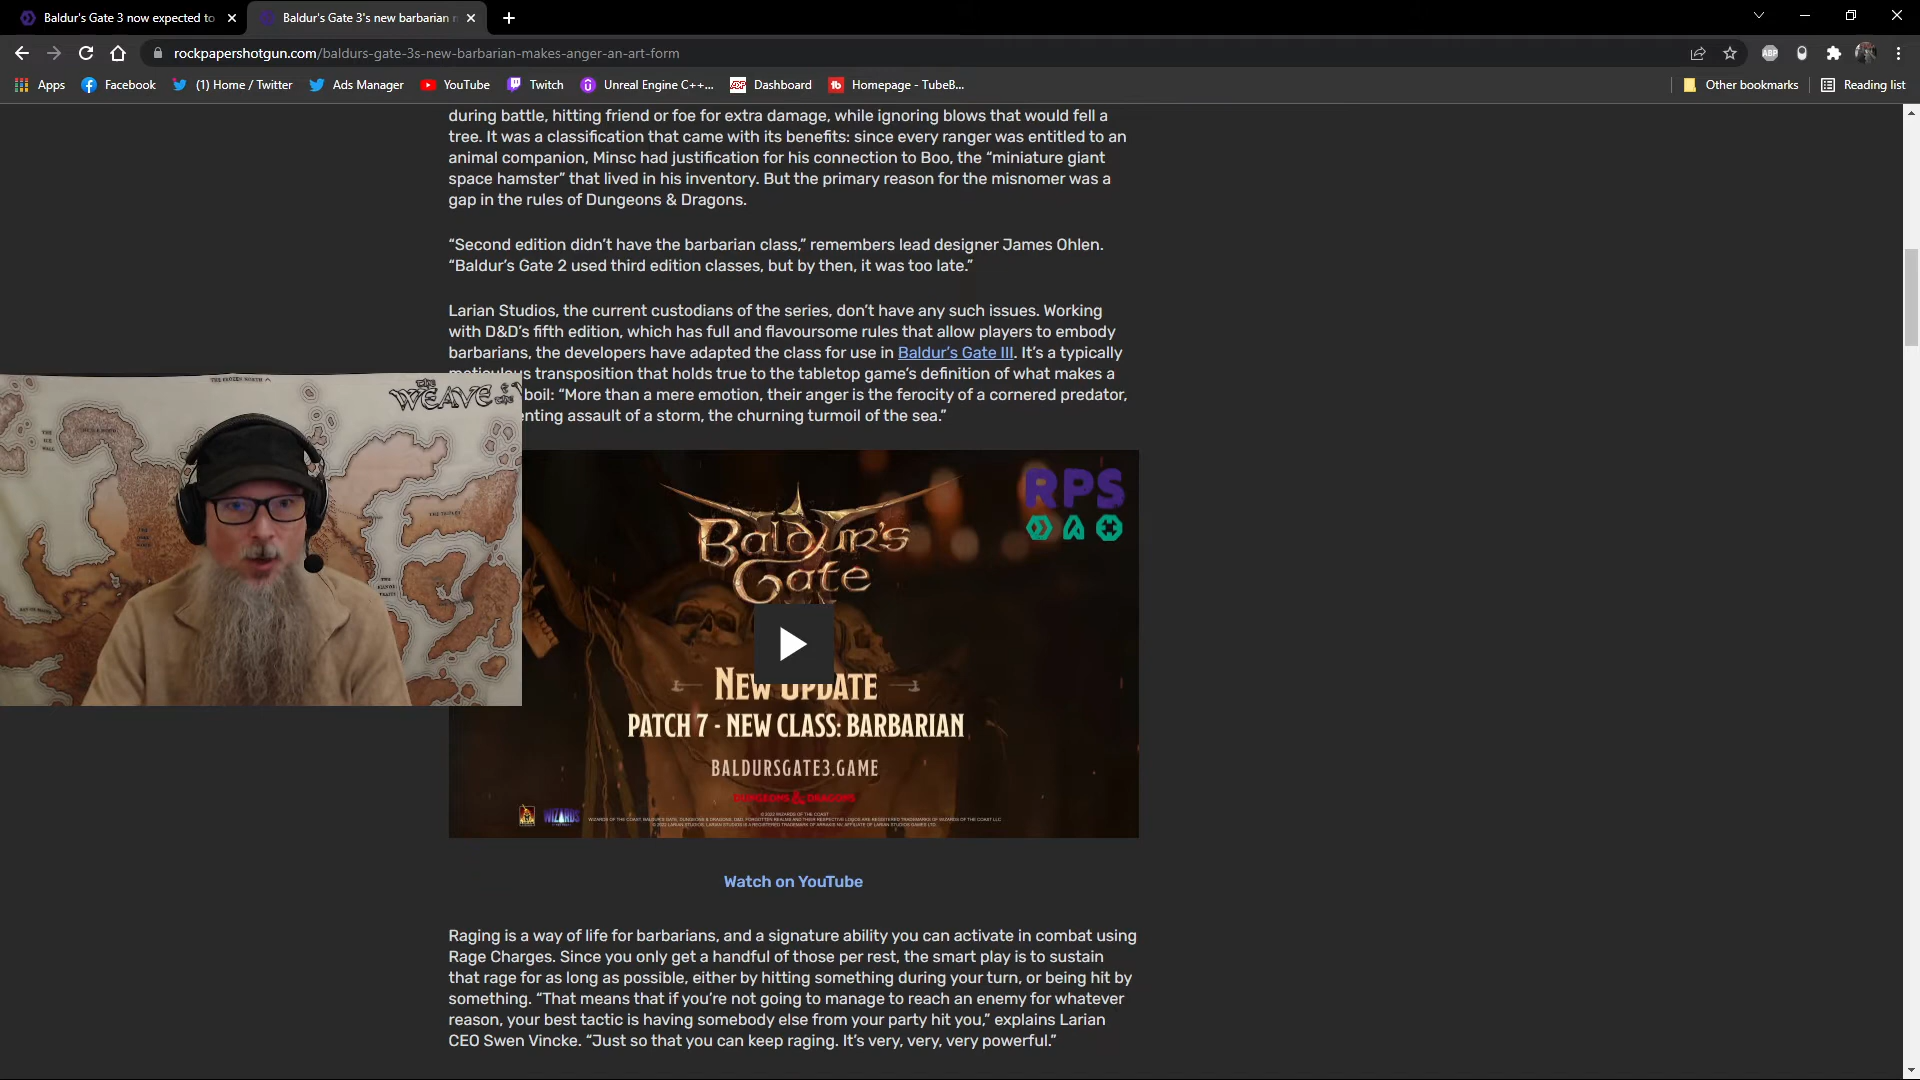 Baldur's Gate 3 now expected to
Baldur's Gate 3's new barbarian
rockpapershotgun.com/baldurs-gate-3s-new-barbarian-makes-anger-an-art-form
ABP
Apps
Facebook
(1) Home / Twitter
Ads Manager
YouTube
Twitch
Unreal Engine C++...
Dashboard
Homepage - TubeB...
Other bookmarks
Reading list
during battle, hitting friend or foe for extra damage, while ignoring blows that would fell a
tree. It was a classification that came with its benefits: since every ranger was entitled to an
animal companion, Minsc had justification for his connection to Boo, the “miniature giant
space hamster” that lived in his inventory. But the primary reason for the misnomer was a
gap in the rules of Dungeons & Dragons.
“Second edition didn’t have the barbarian class,” remembers lead designer James Ohlen.
“Baldur’s Gate 2 used third edition classes, but by then, it was too late.”
Larian Studios, the current custodians of the series, don’t have any such issues. Working
with D&D’s fifth edition, which has full and flavoursome rules that allow players to embody
barbarians, the developers have adapted the class for use in Baldur’s Gate III. It’s a typically
meticulous transposition that holds true to the tabletop game’s definition of what makes a
boil: “More than a mere emotion, their anger is the ferocity of a cornered predator,
enting assault of a storm, the churning turmoil of the sea.”
THE FROZEN NORTH
THE WEAVE
RPS
Baldur's
Gate
NEW UPDATE
PATCH 7 - NEW CLASS: BARBARIAN
BALDURSGATE3.GAME
DUNGEONS & DRAGONS
WIZARDS
Watch on YouTube
Raging is a way of life for barbarians, and a signature ability you can activate in combat using
Rage Charges. Since you only get a handful of those per rest, the smart play is to sustain
that rage for as long as possible, either by hitting something during your turn, or being hit by
something. “That means that if you’re not going to manage to reach an enemy for whatever
reason, your best tactic is having somebody else from your party hit you,” explains Larian
CEO Swen Vincke. “Just so that you can keep raging. It’s very, very, very powerful.”